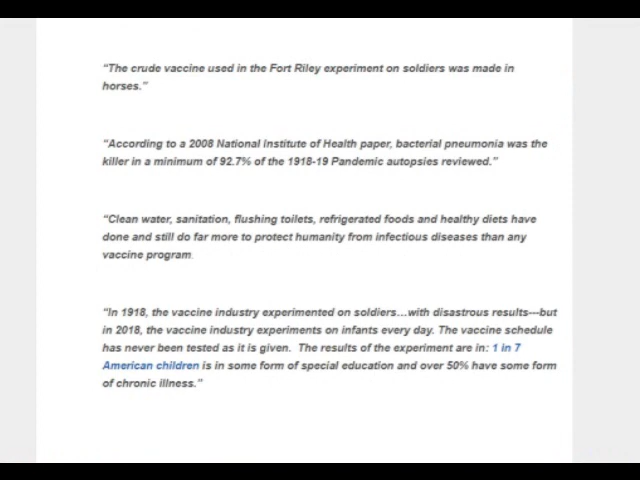 “The crude vaccine used in the Fort Riley experiment on soldiers was made in
horses.”
“According to a 2008 National Institute of Health paper, bacterial pneumonia was the
killer in a minimum of 92.7% of the 1918-19 Pandemic autopsies reviewed.”
“Clean water, sanitation, flushing toilets, refrigerated foods and healthy diets have
done and still do far more to protect humanity from infectious diseases than any
vaccine program.
“In 1918, the vaccine industry experimented on soldiers…with disastrous results---but
in 2018, the vaccine industry experiments on infants every day. The vaccine schedule
has never been tested as it is given.  The results of the experiment are in: 1 in 7
American children is in some form of special education and over 50% have some form
of chronic illness.”